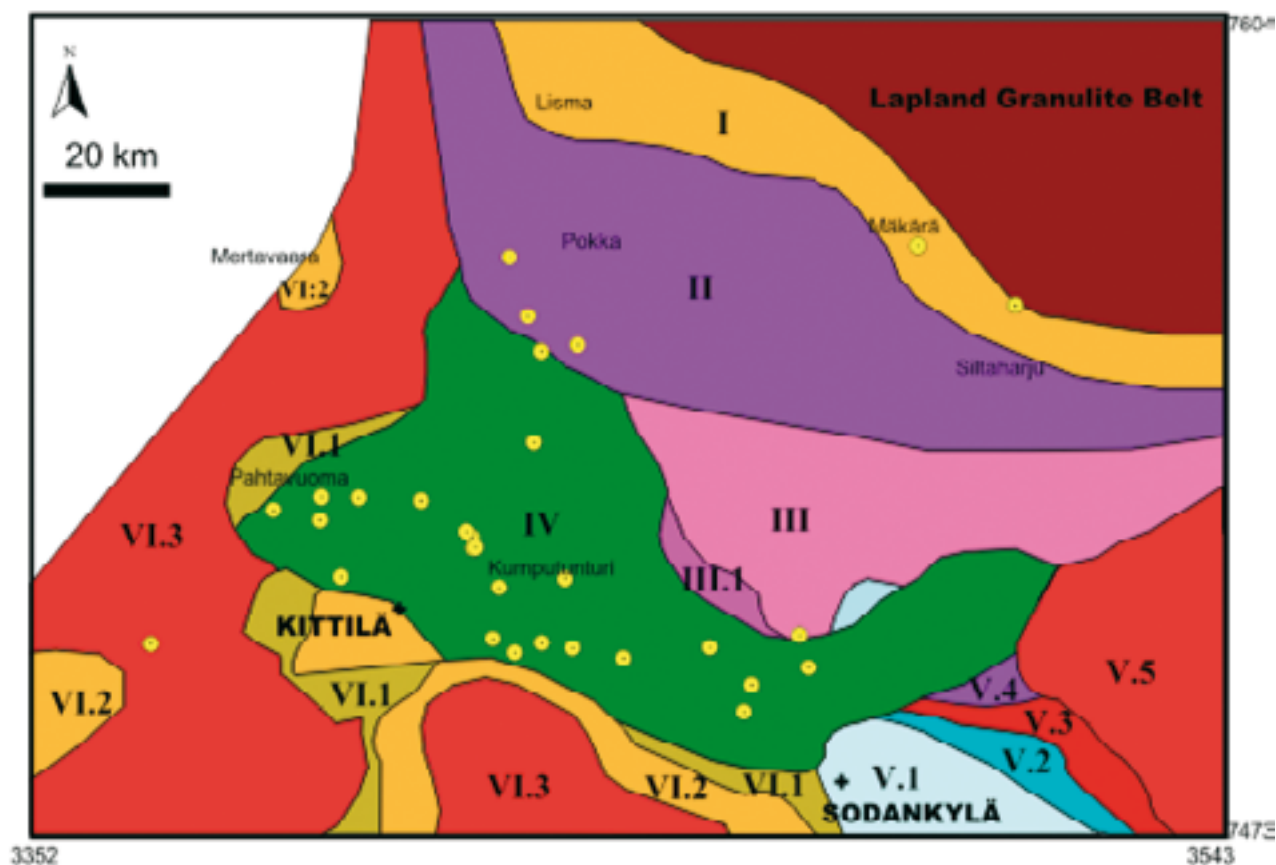 N
20 km
Lapland Granulite Belt
Lisma
I
Mäkärä
Pokka
II
Mertavaara
VI:2
Siltaharju
VI.1
Pahtavuoma
VI.3
IV
III
Kumputunturi
III.1
KITTILÄ
VI.1
VI.2
V.4
V.5
V.3
V.2
VI.3
VI.2
VI.1
V.1
SODANKYLÄ
3352
3543